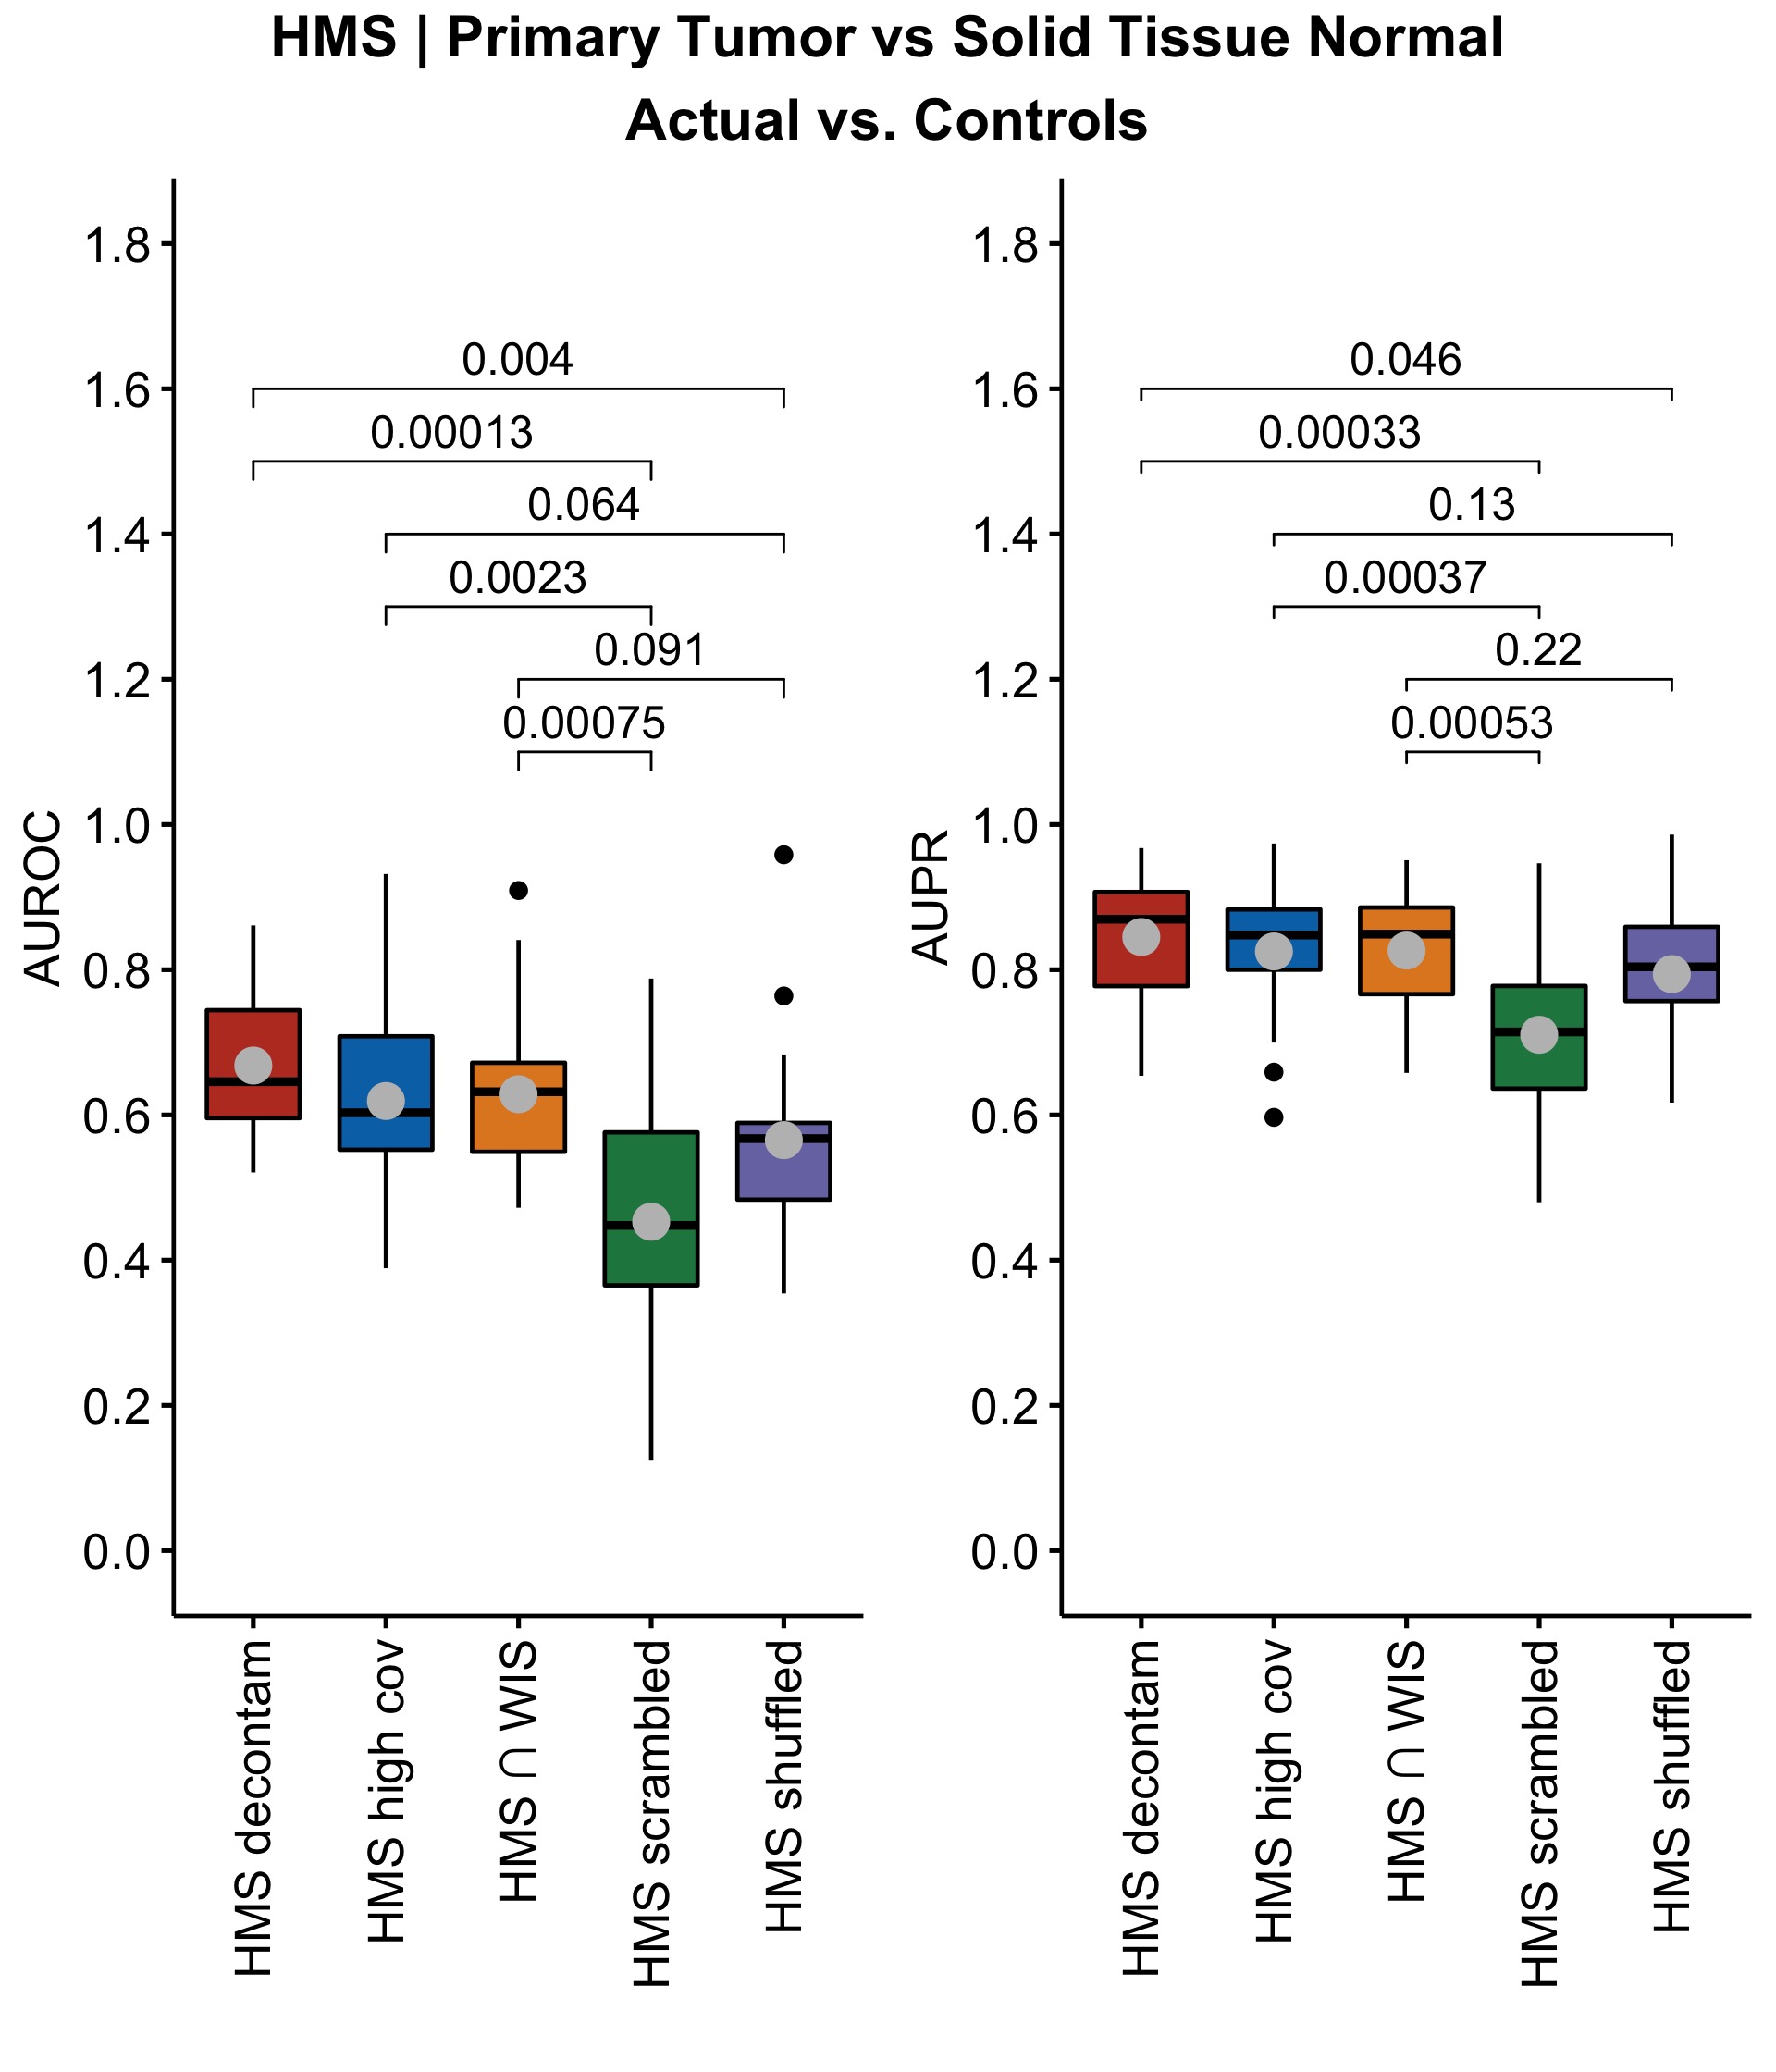 HMS | Primary Tumor vs Solid Tissue Normal
Actual vs. Controls
AUROC
1.8
1.6
1.4
1.2
1.0
0.8
0.6
0.4
0.2
0.0
0.004
0.00013
0.064
0.0023
0.091
0.00075
HMS decontam
HMS high cov
HMS ∩ WIS
HMS scrambled
HMS shuffled
AUPR
1.8
1.6
1.4
1.2
1.0
0.8
0.6
0.4
0.2
0.0
0.046
0.00033
0.13
0.00037
0.22
0.00053
HMS decontam
HMS high cov
HMS ∩ WIS
HMS scrambled
HMS shuffled